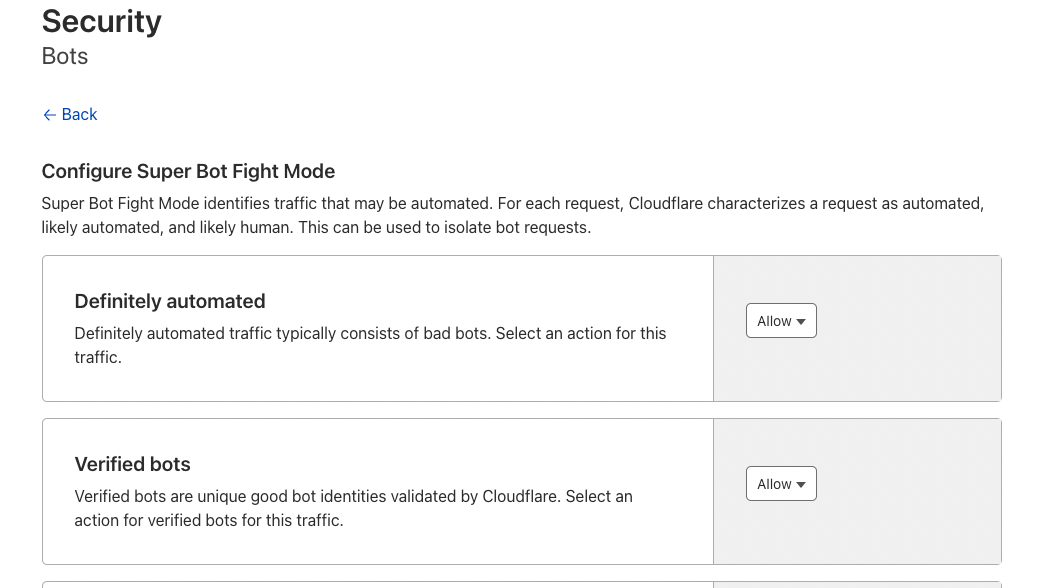 Security
Bots
← Back
Configure Super Bot Fight Mode
Super Bot Fight Mode identifies traffic that may be automated. For each request, Cloudflare characterizes a request as automated,
likely automated, and likely human. This can be used to isolate bot requests.
Definitely automated
Definitely automated traffic typically consists of bad bots. Select an action for this
traffic.
Allow
Verified bots
Verified bots are unique good bot identities validated by Cloudflare. Select an
action for verified bots for this traffic.
Allow